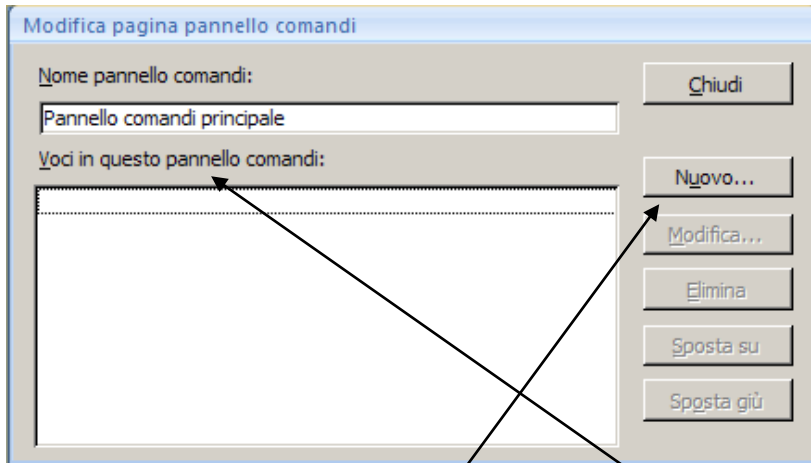 Modifica pagina pannello comandi
Nome pannello comandi:
Pannello comandi principale
Voci in questo pannello comandi:
Chiudi
Nuovo...
Modifica...
Elimina
Sposta su
Sposta giù